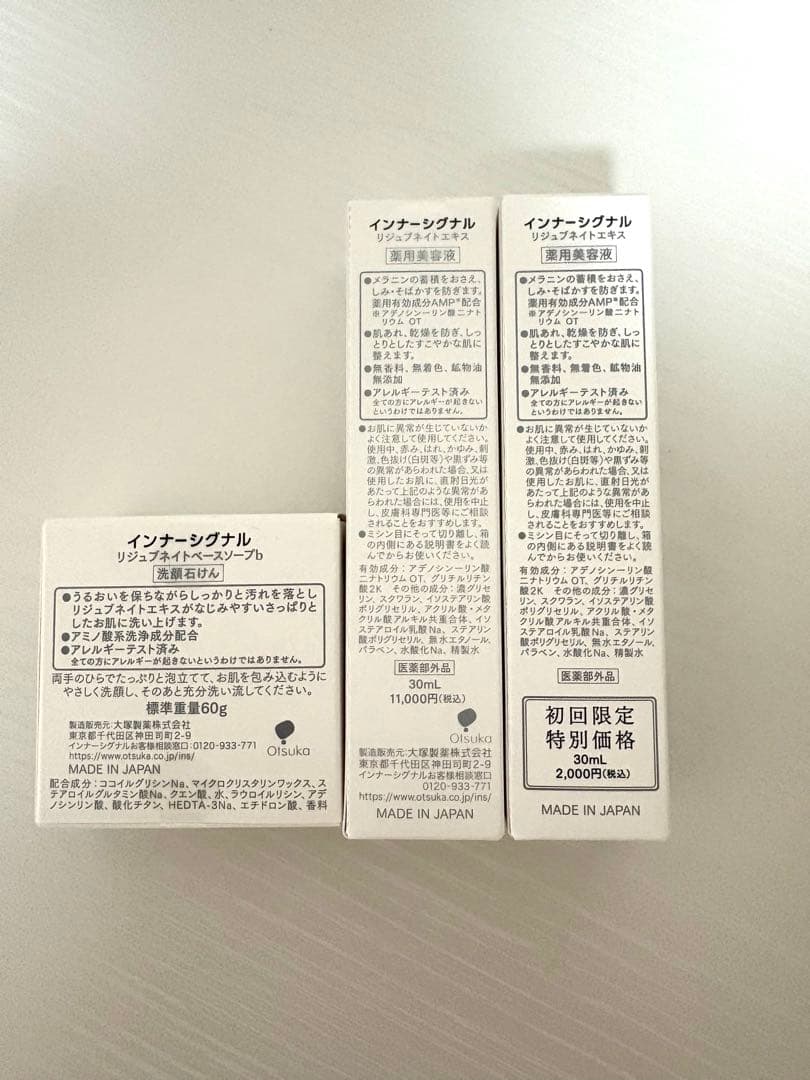 インナーシグナル
リジュブネイトベースソープb
洗顔石けん
●うるおいを保ちながらしっかりと汚れを落とし
リジュブネイトエキスがなじみやすいさっぱりと
したお肌に洗い上げます。
●アミノ酸系洗浄成分配合
●アレルギーテスト済み
全ての方にアレルギーが起きないというわけではありません。
両手のひらでたっぷりと泡立てて、お肌を包み込むように
やさしく洗顔し、そのあと充分洗い流してください。
標準重量60g
製造販売元:大塚製薬株式会社
東京都千代田区神田司町2-9
インナーシグナルお客様相談窓口:0120-933-771
https://www.otsuka.co.jp/ins/
MADE IN JAPAN
Otsuka
配合成分:ココイルグリシンNa、マイクロクリスタリンワックス、ス
テアロイルグルタミン酸Na、クエン酸、水、ラウロイルリシン、アデ
ノシンリン酸、酸化チタン、HEDTA-3Na、エチドロン酸、香料
インナーシグナル
リジュブネイトエキス
薬用美容液
●メラニンの蓄積をおさえ、
しみ・そばかすを防ぎます。
薬用有効成分AMP※配合
※アデノシン一リン酸二ナト
リウム OT
●肌あれ、乾燥を防ぎ、しっ
とりとしたすこやかな肌に
整えます。
●無香料、無着色、鉱物油
無添加
●アレルギーテスト済み
全ての方にアレルギーが起きない
というわけではありません。
●お肌に異常が生じていないか
よく注意して使用してください。
使用中、赤み、はれ、かゆみ、刺
激、色抜け(白斑等)や黒ずみ等
の異常があらわれた場合、又は
使用したお肌に、直射日光が
あたって上記のような異常があ
らわれた場合には、使用を中止
し、皮膚科専門医等にご相談
されることをおすすめします。
●ミシン目にそって切り離し、箱
の内側にある説明書をよく読
んでからお使いください。
有効成分:アデノシン一リン酸
二ナトリウム OT、グリチルリチン
酸2K その他の成分:濃グリセ
リン、スクワラン、イソステアリン酸
ポリグリセリル、アクリル酸・メタ
クリル酸アルキル共重合体、イソ
ステアロイル乳酸Na、ステアリン
酸ポリグリセリル、無水エタノール、
パラベン、水酸化Na、精製水
医薬部外品
30mL
11,000円(税込)
Otsuka
製造販売元:大塚製薬株式会社
東京都千代田区神田司町2-9
インナーシグナルお客様相談窓口
0120-933-771
https://www.otsuka.co.jp/ins/
MADE IN JAPAN
インナーシグナル
リジュブネイトエキス
薬用美容液
●メラニンの蓄積をおさえ、
しみ・そばかすを防ぎます。
薬用有効成分AMP※配合
※アデノシン一リン酸二ナト
リウム OT
●肌あれ、乾燥を防ぎ、しっ
とりとしたすこやかな肌に
整えます。
●無香料、無着色、鉱物油
無添加
●アレルギーテスト済み
全ての方にアレルギーが起きない
というわけではありません。
●お肌に異常が生じていないか
よく注意して使用してください。
使用中、赤み、はれ、かゆみ、刺
激、色抜け(白斑等)や黒ずみ等
の異常があらわれた場合、又は
使用したお肌に、直射日光が
あたって上記のような異常があ
らわれた場合には、使用を中止
し、皮膚科専門医等にご相談
されることをおすすめします。
●ミシン目にそって切り離し、箱
の内側にある説明書をよく読
んでからお使いください。
有効成分:アデノシン一リン酸
二ナトリウム OT、グリチルリチン
酸2K その他の成分:濃グリセ
リン、スクワラン、イソステアリン酸
ポリグリセリル、アクリル酸・メタ
クリル酸アルキル共重合体、イソ
ステアロイル乳酸Na、ステアリン
酸ポリグリセリル、無水エタノール、
パラベン、水酸化Na、精製水
医薬部外品
初回限定
特別価格
30mL
2,000円(税込)
MADE IN JAPAN